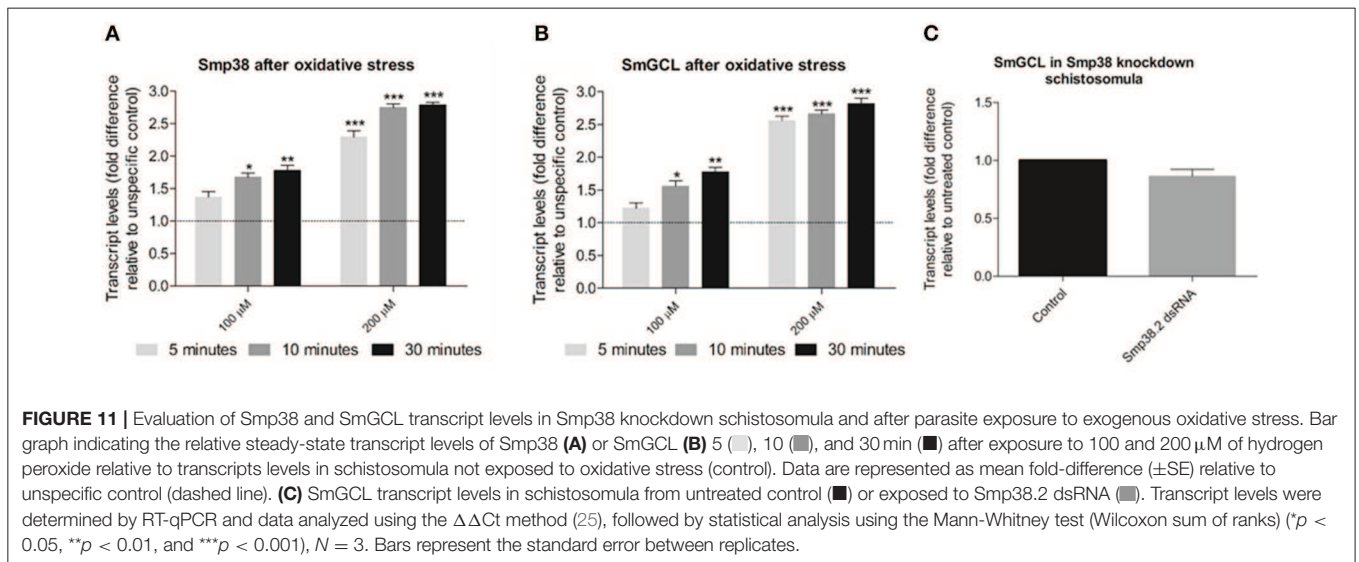 A
Smp38 after oxidative stress
Transcript levels (fold difference
relative to unspecific control)
3.0
2.5
2.0
1.5
1.0
0.5
0.0
*
**
***
***
***
100 µM
200 µM
5 minutes 10 minutes 30 minutes
B
SmGCL after oxidative stress
Transcript levels (fold difference
relative to unspecific control)
3.0
2.5
2.0
1.5
1.0
0.5
0.0
*
**
***
***
***
100 µM
200 µM
5 minutes 10 minutes 30 minutes
C
SmGCL in Smp38 knockdown
schistosomula
Transcript levels (fold difference
relative to untreated control)
1.5
1.0
0.5
0.0
Control
Smp38.2 dsRNA
FIGURE 11 | Evaluation of Smp38 and SmGCL transcript levels in Smp38 knockdown schistosomula and after parasite exposure to exogenous oxidative stress. Bar
graph indicating the relative steady-state transcript levels of Smp38 (A) or SmGCL (B) 5 (■), 10 (■), and 30 min (■) after exposure to 100 and 200 µM of hydrogen
peroxide relative to transcripts levels in schistosomula not exposed to oxidative stress (control). Data are represented as mean fold-difference (±SE) relative to
unspecific control (dashed line). (C) SmGCL transcript levels in schistosomula from untreated control (■) or exposed to Smp38.2 dsRNA (■). Transcript levels were
determined by RT-qPCR and data analyzed using the ΔΔCt method (25), followed by statistical analysis using the Mann-Whitney test (Wilcoxon sum of ranks) (*p <
0.05, **p < 0.01, and ***p < 0.001), N = 3. Bars represent the standard error between replicates.